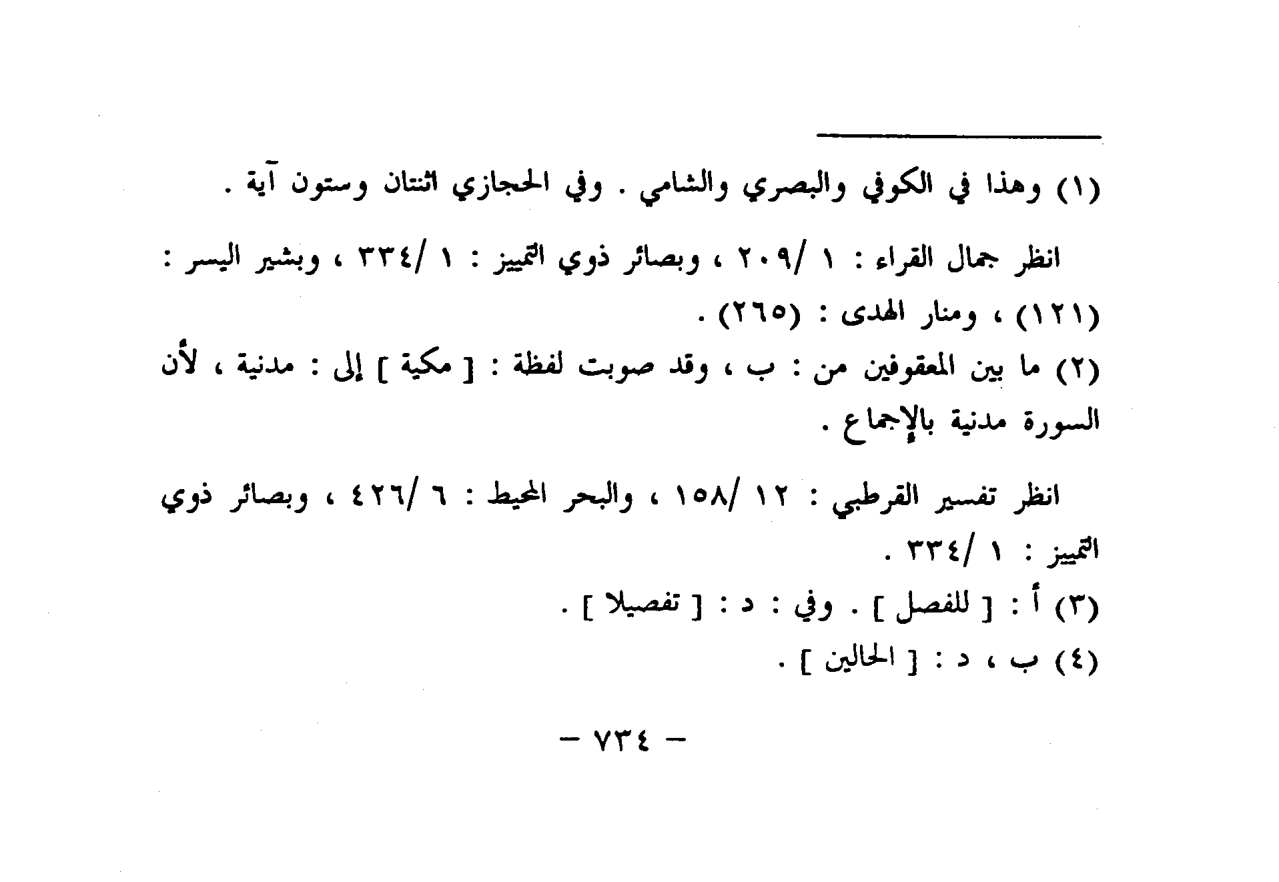 (١) وهذا في الكوفي والبصري والشامي . وفي الحجازي اثنتان وستون آية .
انظر جمال القراء : ١ /٢٠٩ ، وبصائر ذوي التمييز : ١ /٣٣٤ ، وبشير اليسر :
(١٢١) ، ومنار الهدى : (٢٦٥) .
(٢) ما بين المعقوفين من : ب ، وقد صوبت لفظة : [ مكية ] إلى : مدنية ، لأن
السورة مدنية بالإجماع .
انظر تفسير القرطبي : ١٢ /١٥٨ ، والبحر المحيط : ٦ /٤٢٦ ، وبصائر ذوي
التمييز : ١ /٣٣٤ .
(٣) أ : [ للفصل ] . وفي : د : [ تفصيلا ] .
(٤) ب ، د : [ الحالين ] .
– ٧٣٤ –